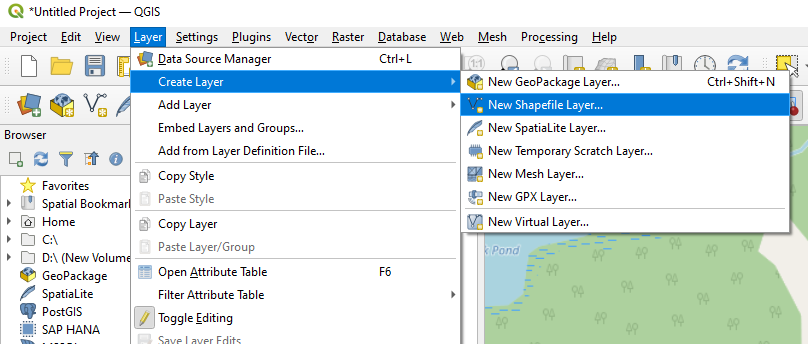 *Untitled Project — QGIS
Project Edit View Layer Settings Plugins Vector Raster Database Web Mesh Processing Help
Data Source Manager Ctrl+L
Create Layer
Add Layer
Embed Layers and Groups...
Add from Layer Definition File...
Copy Style
Paste Style
Copy Layer
Paste Layer/Group
Open Attribute Table F6
Filter Attribute Table
Toggle Editing
Save Layer Edits
New GeoPackage Layer... Ctrl+Shift+N
New Shapefile Layer...
New SpatiaLite Layer...
New Temporary Scratch Layer...
New Mesh Layer...
New GPX Layer...
New Virtual Layer...
Browser
Favorites
Spatial Bookmar
Home
C:\
D:\ (New Volume
GeoPackage
SpatiaLite
PostGIS
SAP HANA
Pond